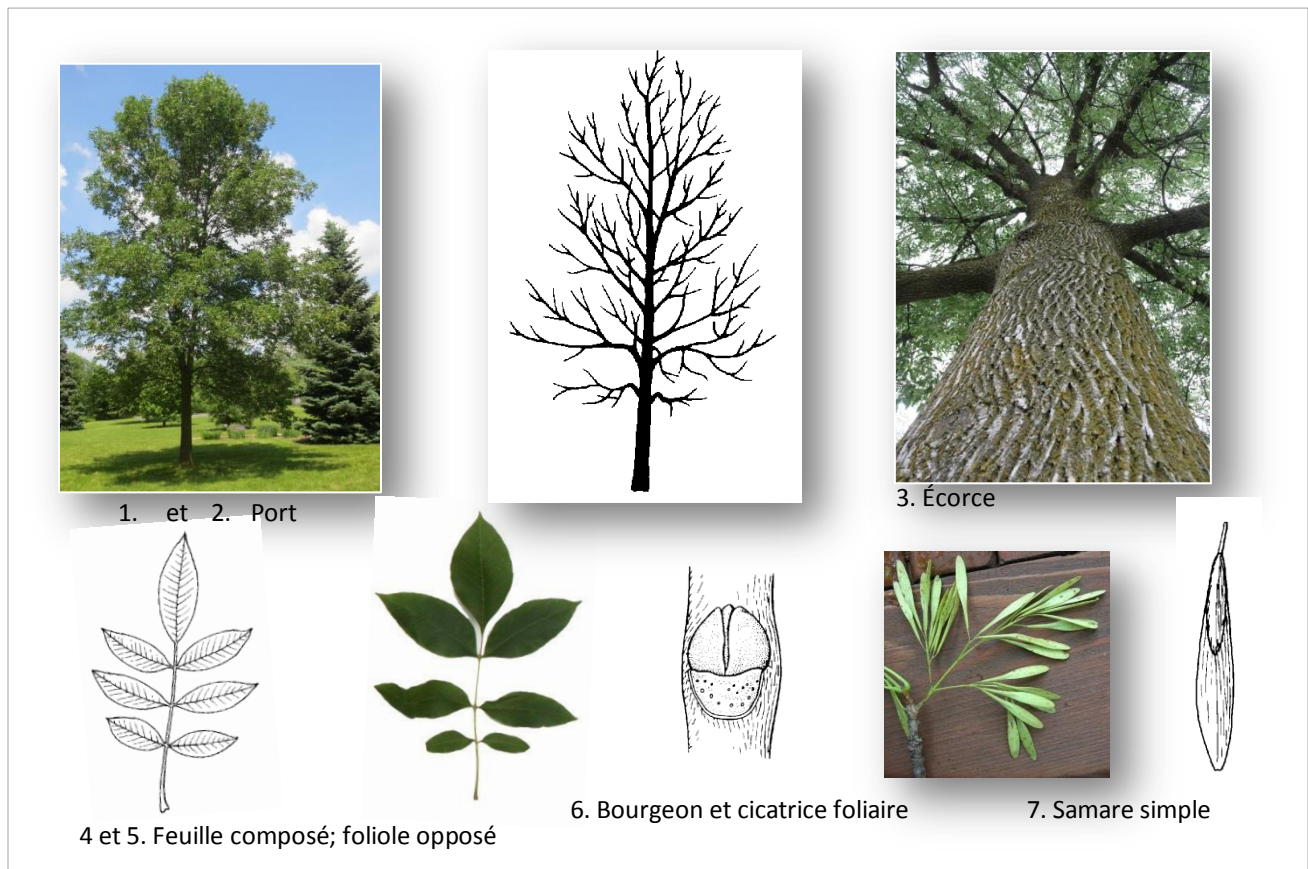 1. et 2. Port
3. Écorce
4 et 5. Feuille composé; foliole opposé
6. Bourgeon et cicatrice foliaire
7. Samare simple